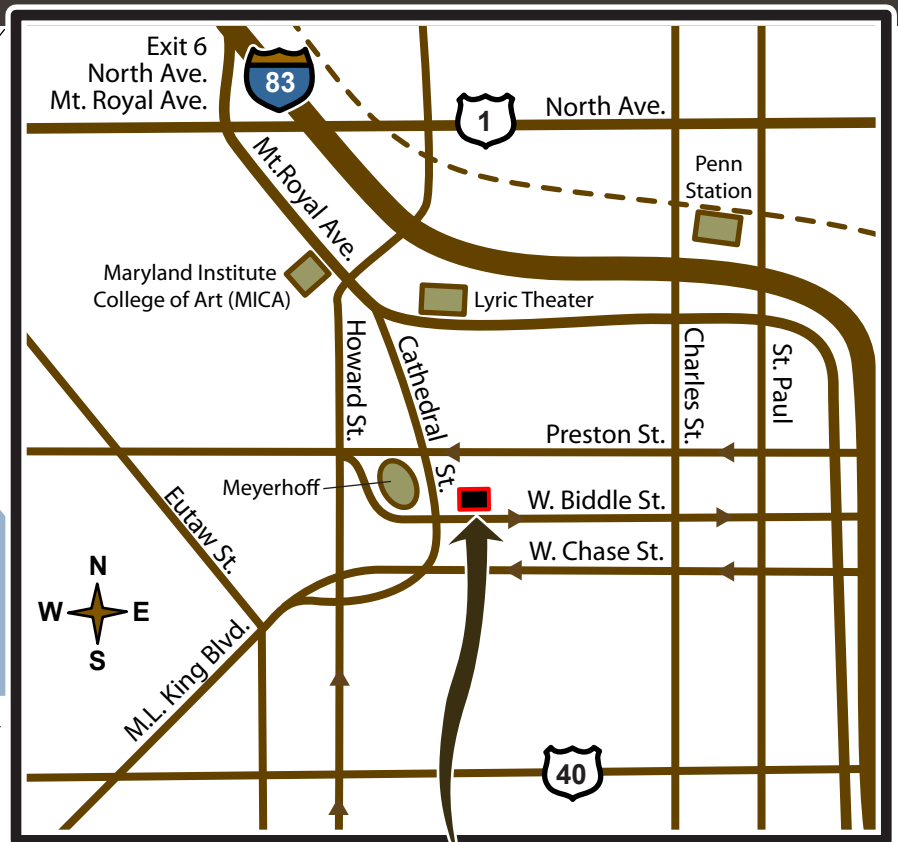 Exit 6
North Ave.
Mt. Royal Ave.
83
1
North Ave.
Mt.Royal Ave.
Penn
Station
Maryland Institute
College of Art (MICA)
Lyric Theater
Howard St.
Cathedral St.
Charles St.
St. Paul
Preston St.
Meyerhoff
W. Biddle St.
Eutaw St.
W. Chase St.
N
W
E
S
M.L. King Blvd.
40